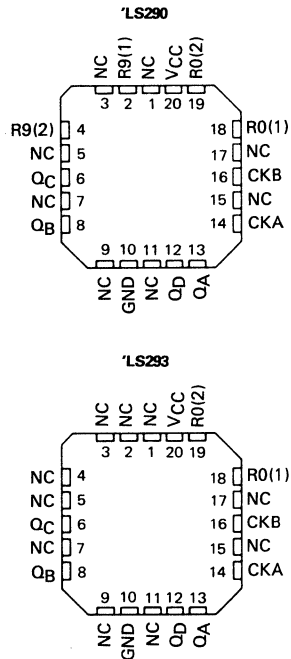 'LS290
NC R9(1) NC VCC R0(2)
3 2 1 20 19
R9(2) 4 18 R0(1)
NC 5 17 NC
QC 6 16 CKB
NC 7 15 NC
QB 8 14 CKA
9 10 11 12 13
NC GND NC QD QA
'LS293
NC NC NC VCC R0(2)
3 2 1 20 19
NC 4 18 R0(1)
NC 5 17 NC
QC 6 16 CKB
NC 7 15 NC
QB 8 14 CKA
9 10 11 12 13
NC GND NC QD QA